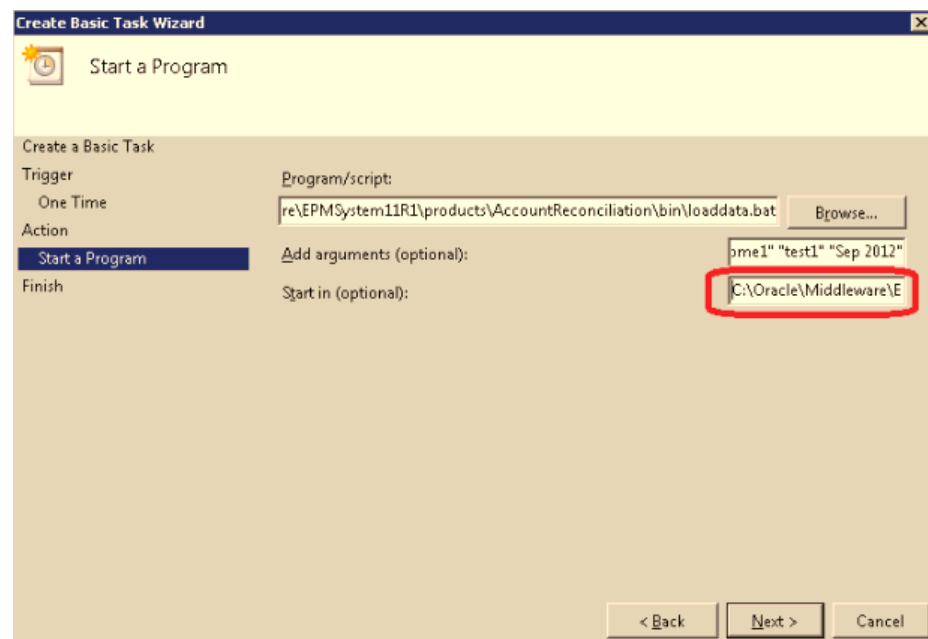 Create Basic Task Wizard
Start a Program
Create a Basic Task
Trigger
One Time
Action
Start a Program
Finish
Program/script:
re\EPMSystem11R1\products\AccountReconciliation\bin\loaddata.bat
Browse...
Add arguments (optional):
ome1" "test1" "Sep 2012"
Start in (optional):
C:\Oracle\Middleware\E
< Back
Next >
Cancel